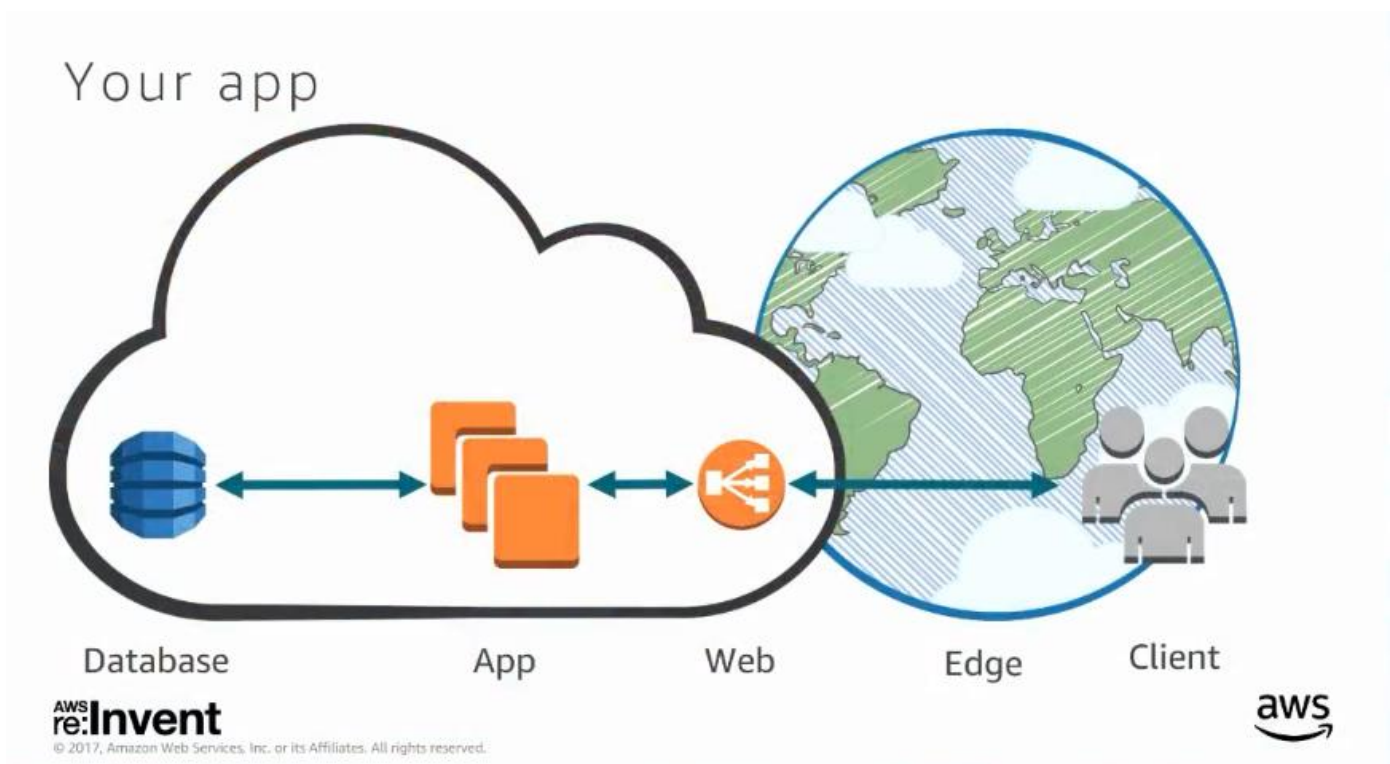 Your app
Database
App
Web
Edge
Client
AWS
re:Invent
© 2017, Amazon Web Services, Inc. or its Affiliates. All rights reserved.
aws